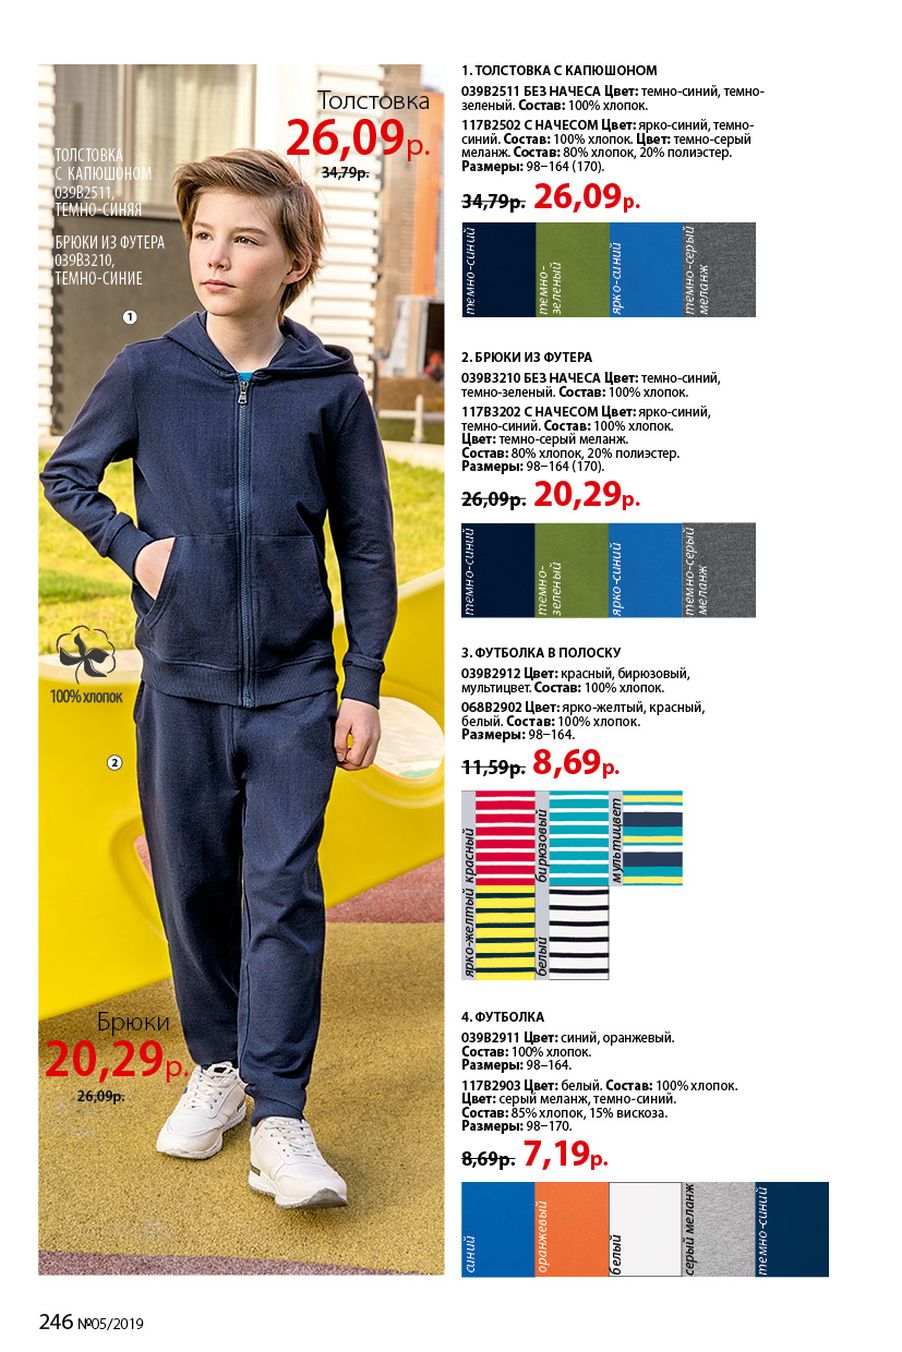 Толстовка
26,09р.
34,79р.
ТОЛСТОВКА
С КАПЮШОНОМ
039В2511,
ТЕМНО-СИНЯЯ
БРЮКИ ИЗ ФУТЕРА
039В3210,
ТЕМНО-СИНИЕ
1
100% хлопок
2
Брюки
20,29р.
26,09р.
1. ТОЛСТОВКА С КАПЮШОНОМ
039В2511 БЕЗ НАЧЕСА Цвет: темно-синий, темно-
зеленый. Состав: 100% хлопок.
117В2502 С НАЧЕСОМ Цвет: ярко-синий, темно-
синий. Состав: 100% хлопок. Цвет: темно-серый
меланж. Состав: 80% хлопок, 20% полиэстер.
Размеры: 98–164 (170).
34,79р. 26,09р.
темно-синий
темно-
зеленый
ярко-синий
темно-серый
меланж
2. БРЮКИ ИЗ ФУТЕРА
039В3210 БЕЗ НАЧЕСА Цвет: темно-синий,
темно-зеленый. Состав: 100% хлопок.
117В3202 С НАЧЕСОМ Цвет: ярко-синий,
темно-синий. Состав: 100% хлопок.
Цвет: темно-серый меланж.
Состав: 80% хлопок, 20% полиэстер.
Размеры: 98–164 (170).
26,09р. 20,29р.
темно-синий
темно-
зеленый
ярко-синий
темно-серый
меланж
3. ФУТБОЛКА В ПОЛОСКУ
039В2912 Цвет: красный, бирюзовый,
мультицвет. Состав: 100% хлопок.
068В2902 Цвет: ярко-желтый, красный,
белый. Состав: 100% хлопок.
Размеры: 98–164.
11,59р. 8,69р.
красный
бирюзовый
мультицвет
ярко-желтый
белый
4. ФУТБОЛКА
039В2911 Цвет: синий, оранжевый.
Состав: 100% хлопок.
Размеры: 98–164.
117В2903 Цвет: белый. Состав: 100% хлопок.
Цвет: серый меланж, темно-синий.
Состав: 85% хлопок, 15% вискоза.
Размеры: 98–170.
8,69р. 7,19р.
синий
оранжевый
белый
серый меланж
темно-синий
246 №05/2019